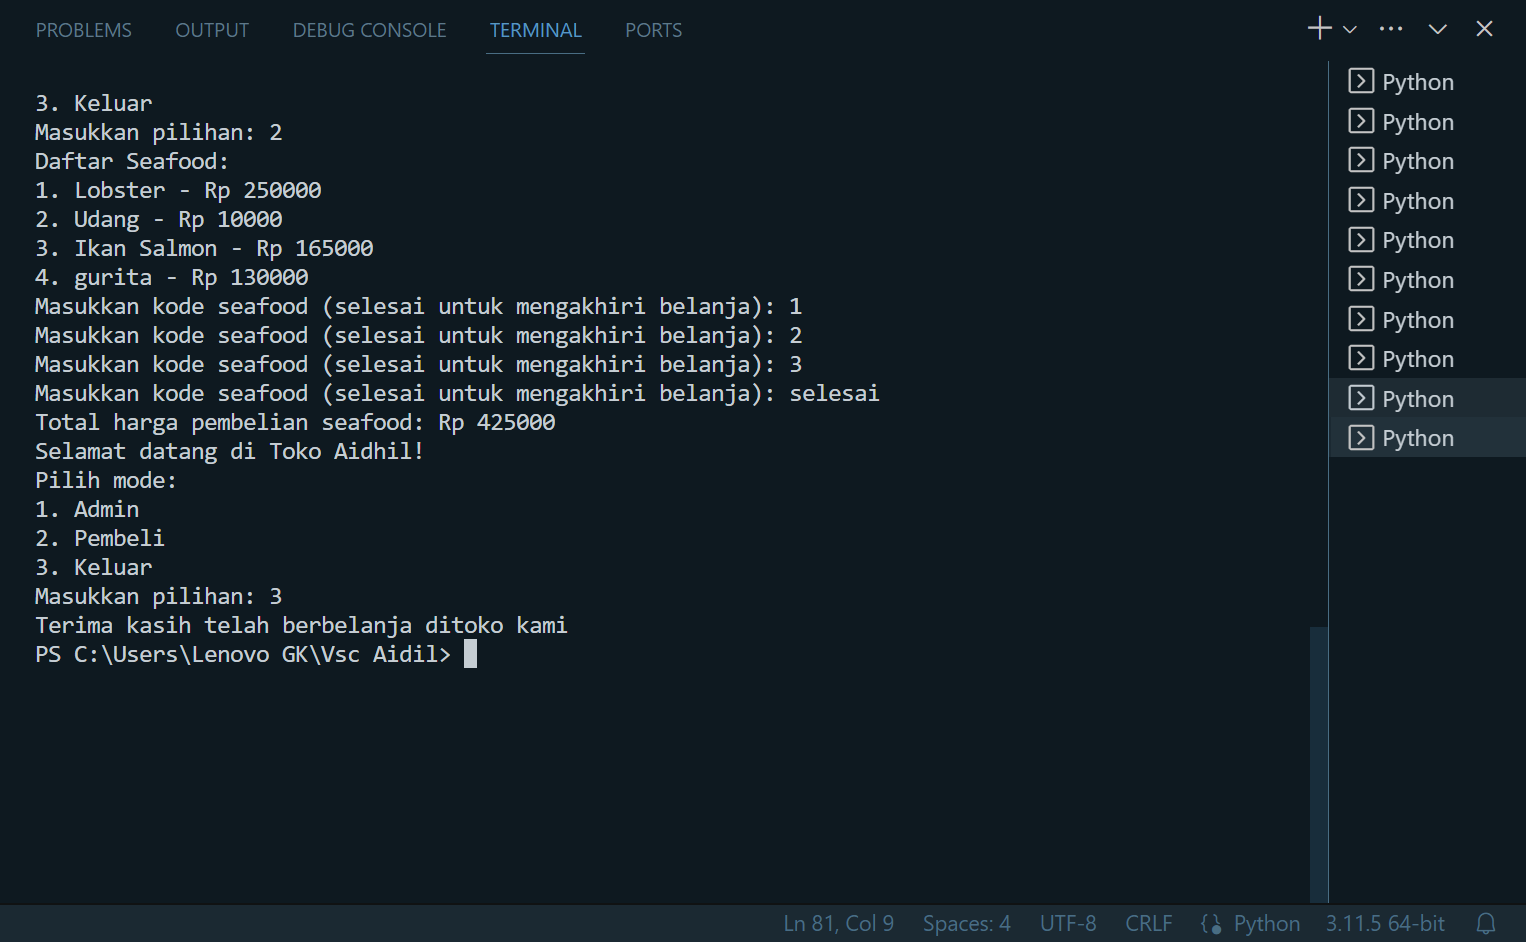 PROBLEMS OUTPUT DEBUG CONSOLE TERMINAL PORTS
3. Keluar
Masukkan pilihan: 2
Daftar Seafood:
1. Lobster - Rp 250000
2. Udang - Rp 10000
3. Ikan Salmon - Rp 165000
4. gurita - Rp 130000
Masukkan kode seafood (selesai untuk mengakhiri belanja): 1
Masukkan kode seafood (selesai untuk mengakhiri belanja): 2
Masukkan kode seafood (selesai untuk mengakhiri belanja): 3
Masukkan kode seafood (selesai untuk mengakhiri belanja): selesai
Total harga pembelian seafood: Rp 425000
Selamat datang di Toko Aidhil!
Pilih mode:
1. Admin
2. Pembeli
3. Keluar
Masukkan pilihan: 3
Terima kasih telah berbelanja ditoko kami
PS C:\Users\Lenovo GK\Vsc Aidil>
Python
Python
Python
Python
Python
Python
Python
Python
Python
Python
Ln 81, Col 9 Spaces: 4 UTF-8 CRLF {} Python 3.11.5 64-bit